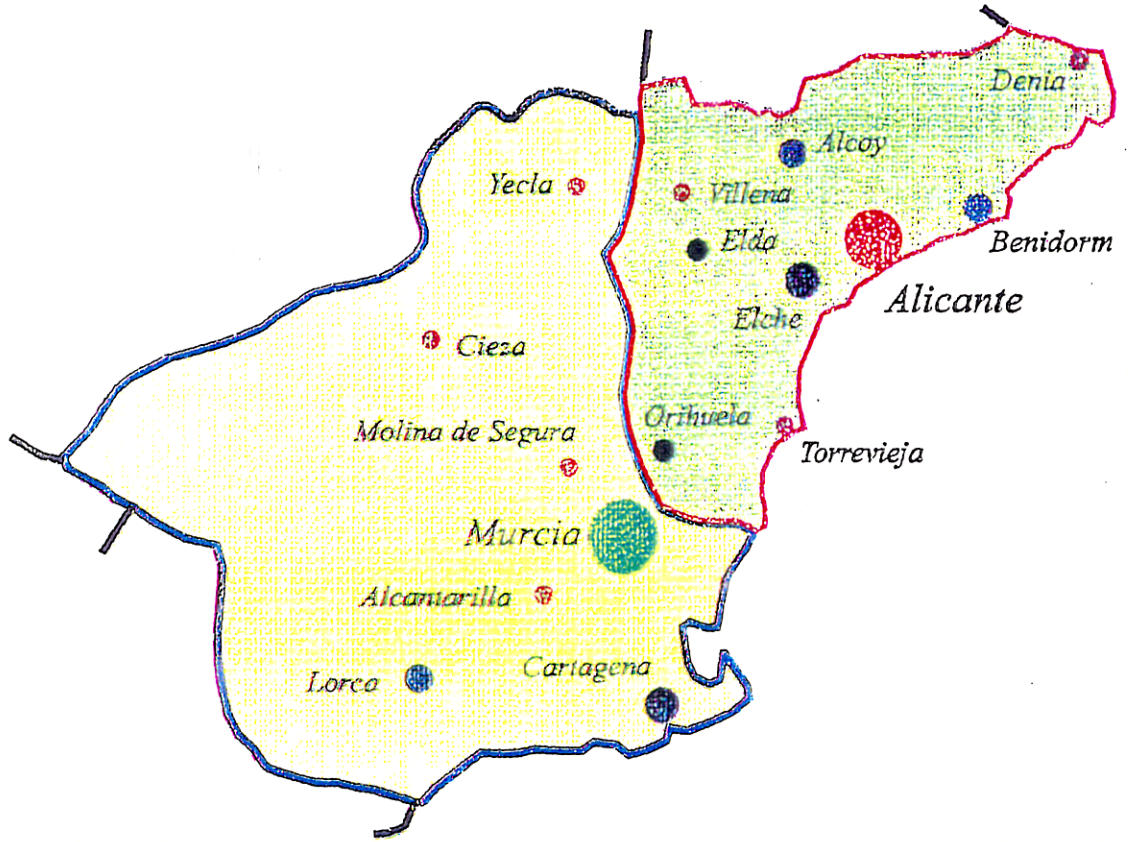 Denia
Alcoy
Yecla
Villena
Elda
Benidorm
Alicante
Elche
Cieza
Orihuela
Molina de Segura
Torrevieja
Murcia
Alcantarilla
Cartagena
Lorca